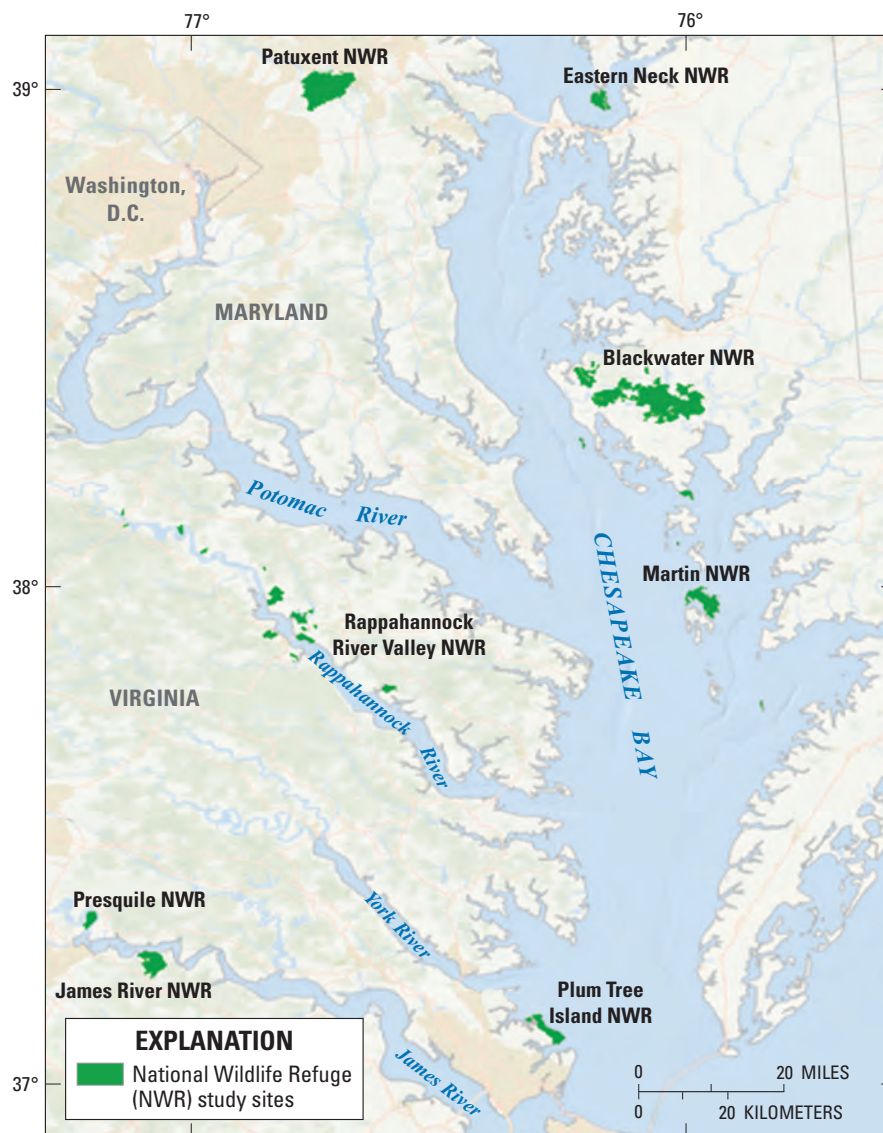 77°
76°
Patuxent NWR
Eastern Neck NWR
39°
Washington,
D.C.
MARYLAND
Blackwater NWR
Potomac River
CHESAPEAKE BAY
38°
Martin NWR
Rappahannock
River Valley NWR
Rappahannock River
VIRGINIA
Presquile NWR
York River
James River NWR
Plum Tree
Island NWR
EXPLANATION
National Wildlife Refuge
(NWR) study sites
James River
37°
0 20 MILES
0 20 KILOMETERS